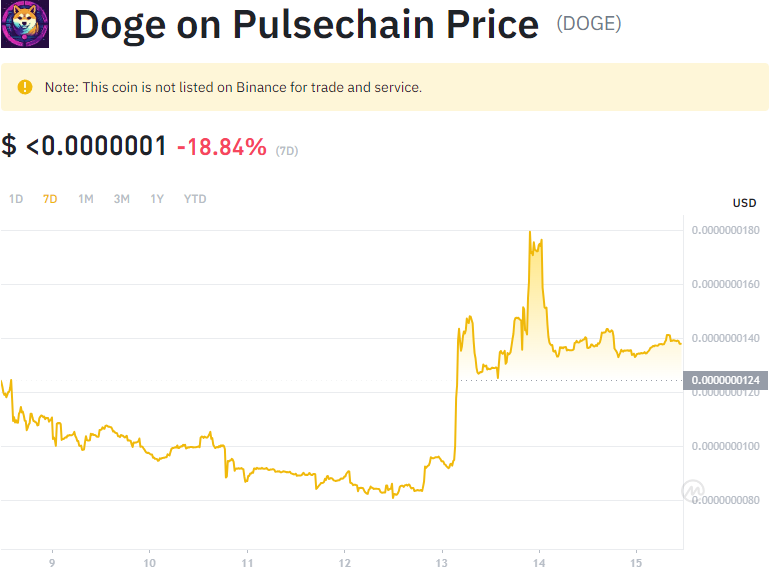 Doge on Pulsechain Price (DOGE)
Note: This coin is not listed on Binance for trade and service.
$ <0.0000001 -18.84% (7D)
1D 7D 1M 3M 1Y YTD
USD
0.0000000180
0.0000000160
0.0000000140
0.0000000124
0.0000000120
0.0000000100
0.0000000080
9 10 11 12 13 14 15